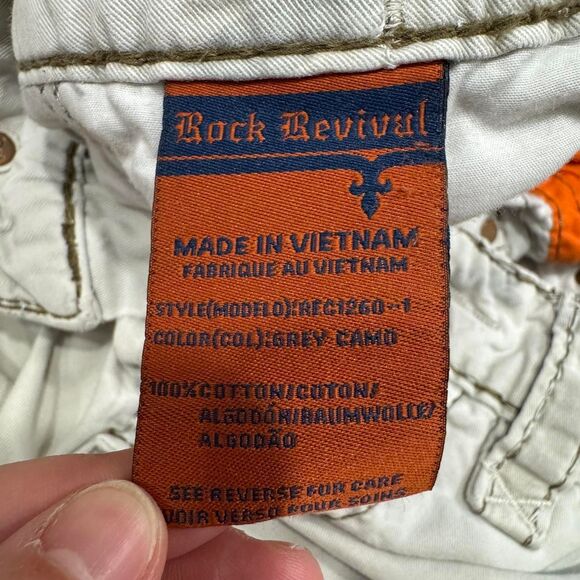 Rock Revival
MADE IN VIETNAM
FABRIQUE AU VIETNAM
STYLE(MODELO):REG1260-1
COLOR(COL):GREY CAMO
100%COTTON/COTON/
ALGODÓN/BAUMWOLLE/
ALGODÃO
SEE REVERSE FOR CARE
VOIR VERSO POUR SOINS